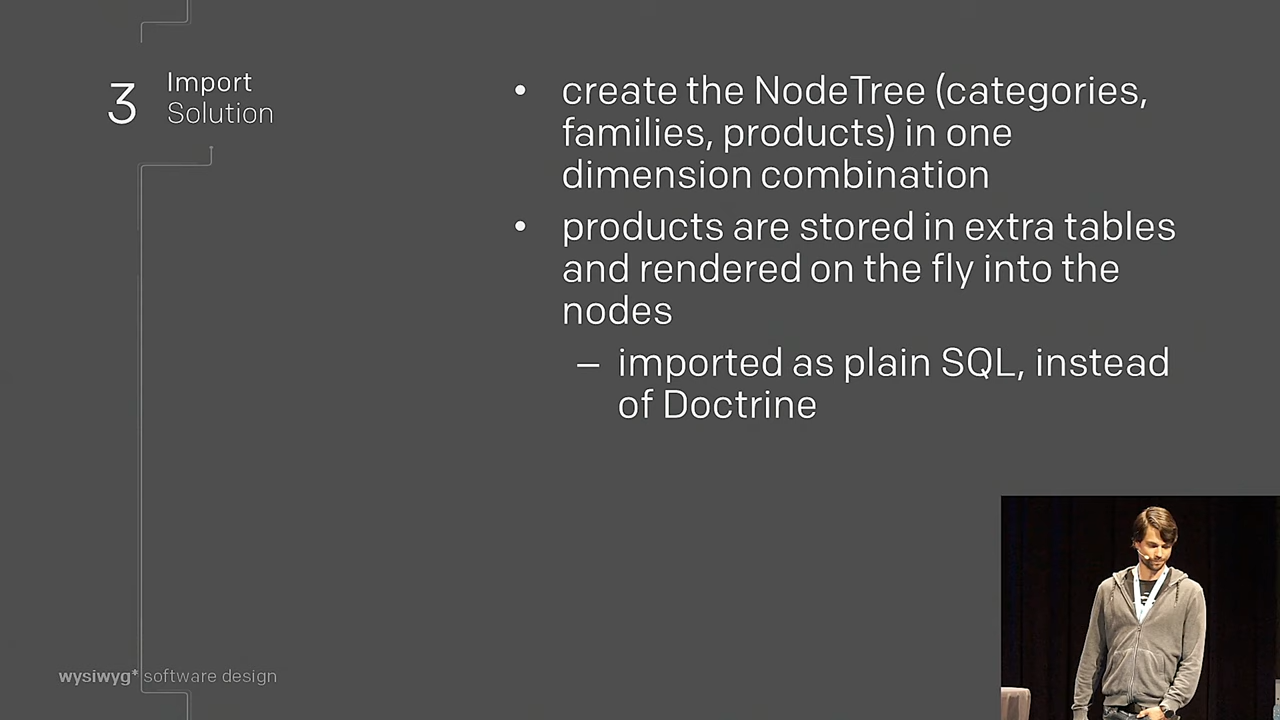 3
Import
Solution
• create the NodeTree (categories,
families, products) in one
dimension combination
• products are stored in extra tables
and rendered on the fly into the
nodes
– imported as plain SQL, instead
of Doctrine
wysiwyg* software design